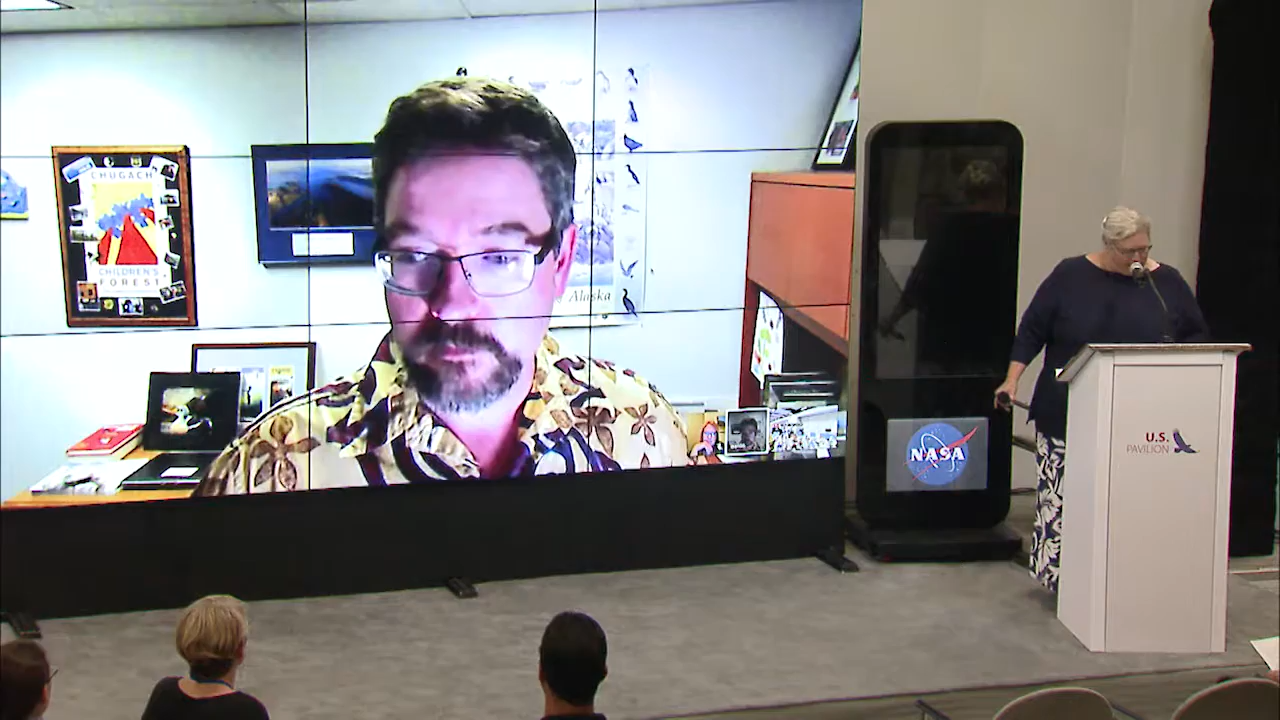 CHUGACH
CHILDREN'S
FOREST
Alaska
NASA
U.S.
PAVILION